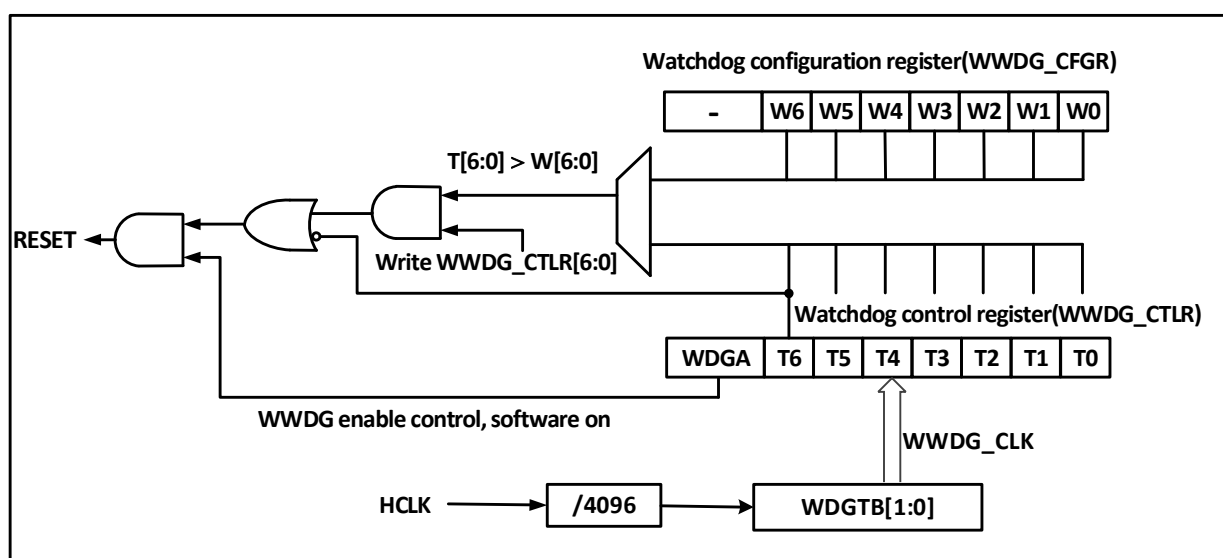 Watchdog configuration register(WWDG_CFGR)
- W6 W5 W4 W3 W2 W1 W0
T[6:0] > W[6:0]
RESET
Write WWDG_CTLR[6:0]
Watchdog control register(WWDG_CTLR)
WDGA T6 T5 T4 T3 T2 T1 T0
WWDG enable control, software on
WWDG_CLK
HCLK /4096 WDGTB[1:0]